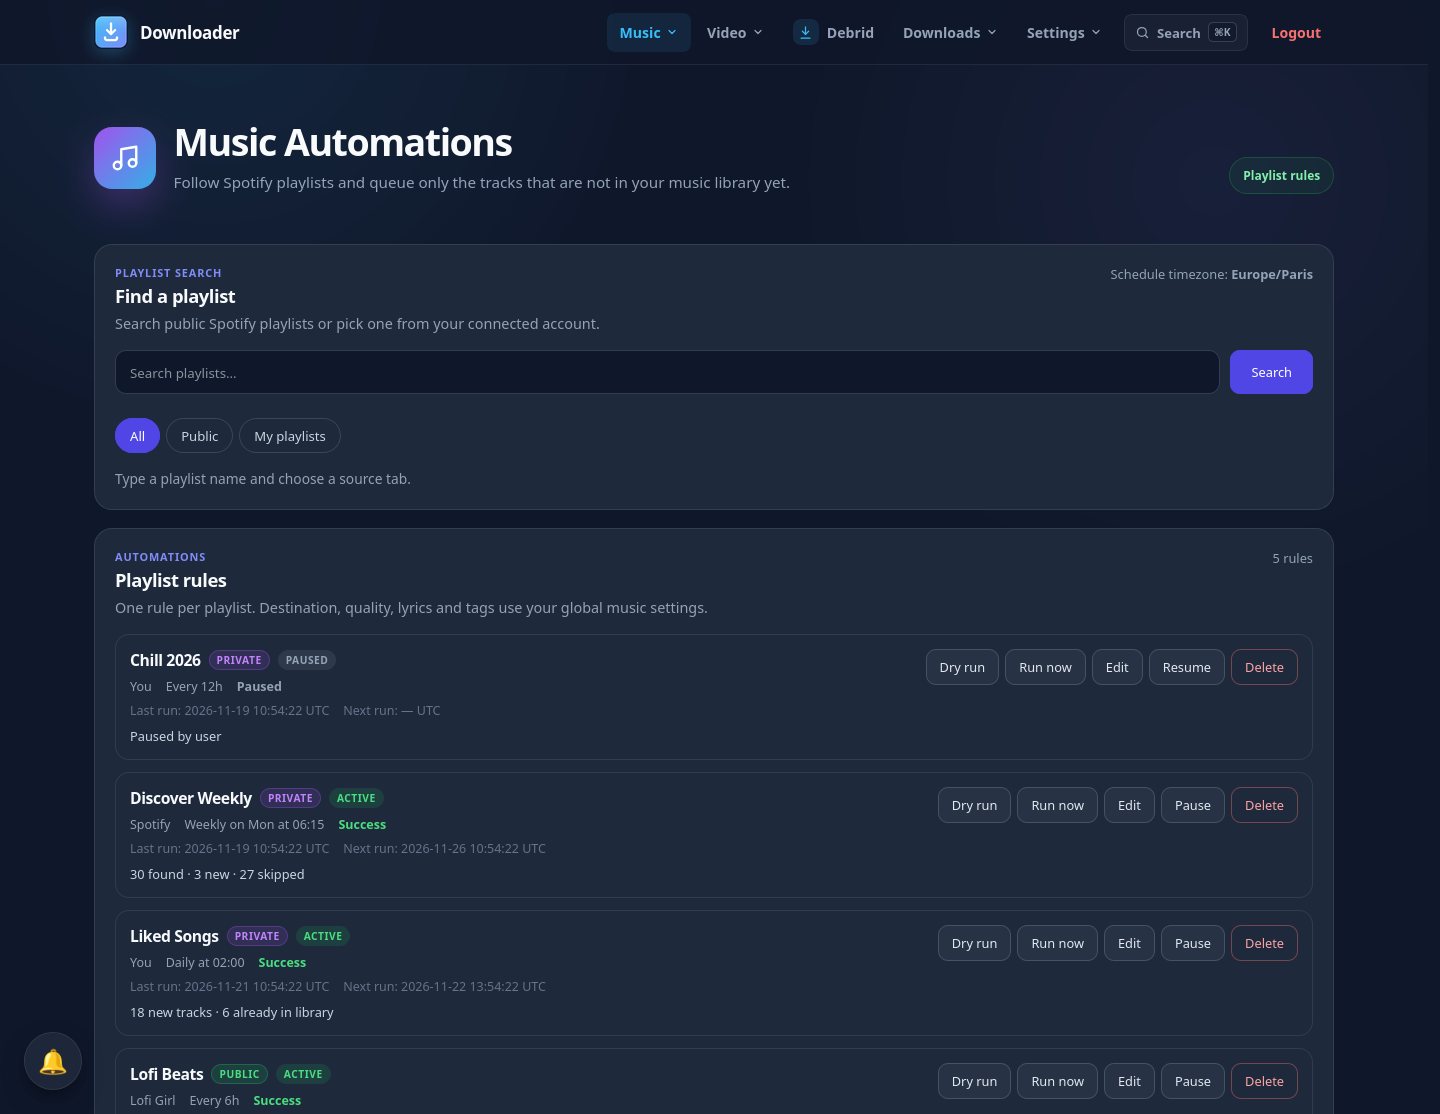 Downloader
Music
Video
Debrid
Downloads
Settings
Search ⌘K
Logout
Music Automations
Follow Spotify playlists and queue only the tracks that are not in your music library yet.
Playlist rules
PLAYLIST SEARCH
Schedule timezone: Europe/Paris
Find a playlist
Search public Spotify playlists or pick one from your connected account.
Search playlists...
Search
All
Public
My playlists
Type a playlist name and choose a source tab.
AUTOMATIONS
5 rules
Playlist rules
One rule per playlist. Destination, quality, lyrics and tags use your global music settings.
Chill 2026 PRIVATE PAUSED
Dry run
Run now
Edit
Resume
Delete
You Every 12h Paused
Last run: 2026-11-19 10:54:22 UTC Next run: — UTC
Paused by user
Discover Weekly PRIVATE ACTIVE
Dry run
Run now
Edit
Pause
Delete
Spotify Weekly on Mon at 06:15 Success
Last run: 2026-11-19 10:54:22 UTC Next run: 2026-11-26 10:54:22 UTC
30 found · 3 new · 27 skipped
Liked Songs PRIVATE ACTIVE
Dry run
Run now
Edit
Pause
Delete
You Daily at 02:00 Success
Last run: 2026-11-21 10:54:22 UTC Next run: 2026-11-22 13:54:22 UTC
18 new tracks · 6 already in library
Lofi Beats PUBLIC ACTIVE
Dry run
Run now
Edit
Pause
Delete
Lofi Girl Every 6h Success